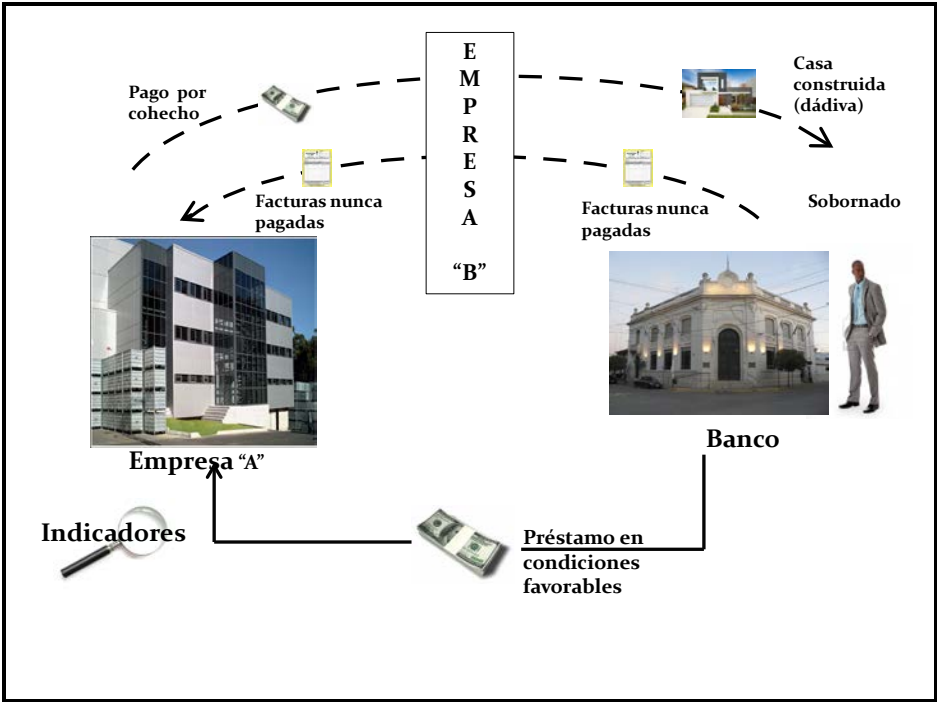 Pago por
cohecho
E
M
P
R
E
S
A
“B”
Casa
construida
(dádiva)
Facturas nunca
pagadas
Facturas nunca
pagadas
Sobornado
Empresa “A”
Banco
Indicadores
Préstamo en
condiciones
favorables